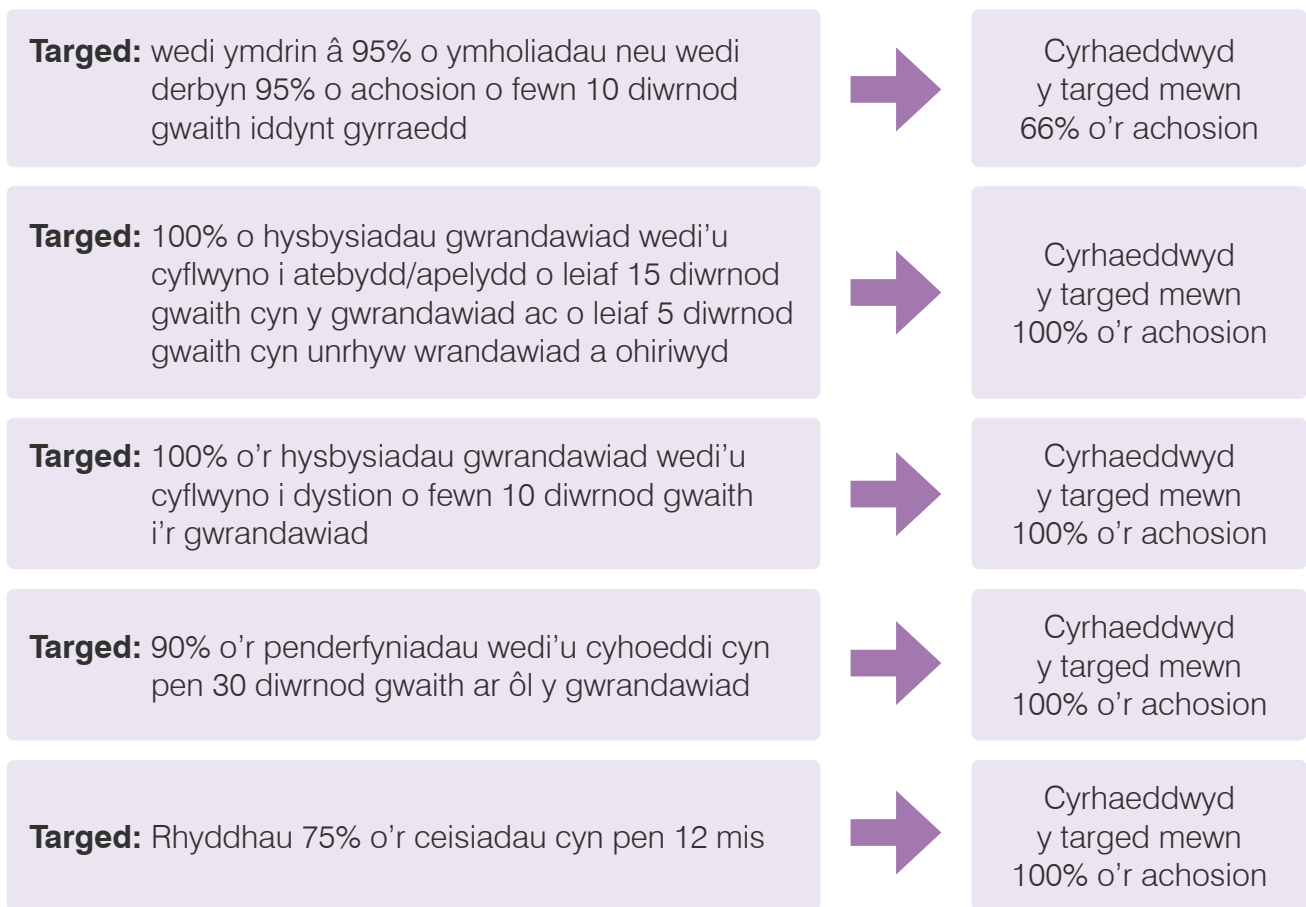 Targed: wedi ymdrin â 95% o ymholiadau neu wedi
derbyn 95% o achosion o fewn 10 diwrnod
gwaith iddynt gyrraedd
Cyrhaeddwyd
y targed mewn
66% o’r achosion
Targed: 100% o hysbysiadau gwrandawiad wedi’u
cyflwyno i atebydd/apelydd o leiaf 15 diwrnod
gwaith cyn y gwrandawiad ac o leiaf 5 diwrnod
gwaith cyn unrhyw wrandawiad a ohiriwyd
Cyrhaeddwyd
y targed mewn
100% o’r achosion
Targed: 100% o’r hysbysiadau gwrandawiad wedi’u
cyflwyno i dystion o fewn 10 diwrnod gwaith
i’r gwrandawiad
Cyrhaeddwyd
y targed mewn
100% o’r achosion
Targed: 90% o’r penderfyniadau wedi’u cyhoeddi cyn
pen 30 diwrnod gwaith ar ôl y gwrandawiad
Cyrhaeddwyd
y targed mewn
100% o’r achosion
Targed: Rhyddhau 75% o’r ceisiadau cyn pen 12 mis
Cyrhaeddwyd
y targed mewn
100% o’r achosion